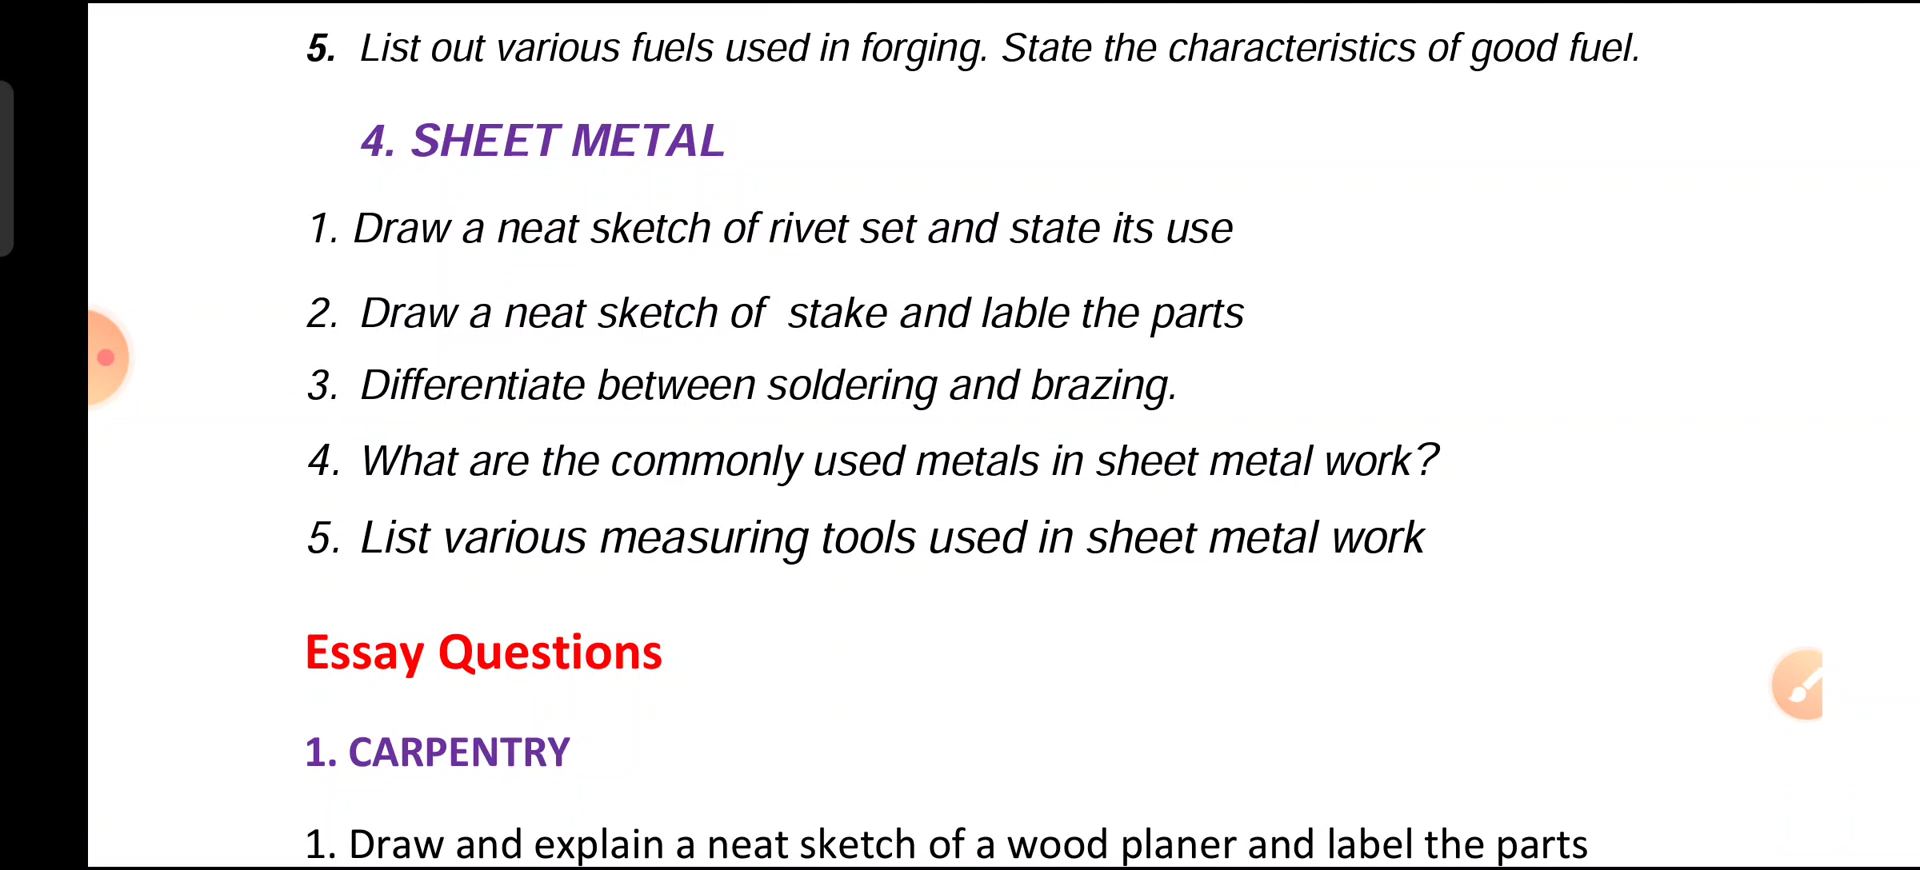 5. List out various fuels used in forging. State the characteristics of good fuel.
4. SHEET METAL
1. Draw a neat sketch of rivet set and state its use
2. Draw a neat sketch of stake and lable the parts
3. Differentiate between soldering and brazing.
4. What are the commonly used metals in sheet metal work?
5. List various measuring tools used in sheet metal work
Essay Questions
1. CARPENTRY
1. Draw and explain a neat sketch of a wood planer and label the parts